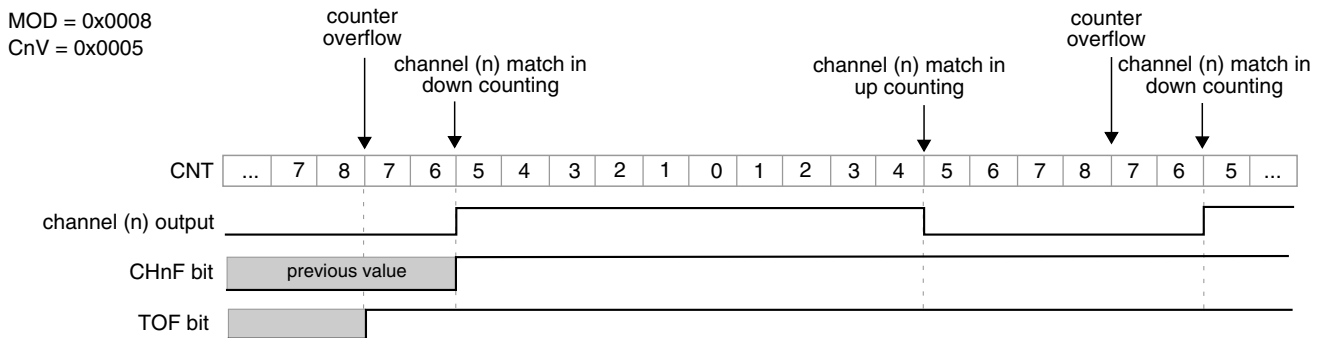 MOD = 0x0008
CnV = 0x0005
counter
overflow
channel (n) match in
down counting
channel (n) match in
up counting
counter
overflow
channel (n) match in
down counting
CNT ... 7 8 7 6 5 4 3 2 1 0 1 2 3 4 5 6 7 8 7 6 5 ...
channel (n) output
CHnF bit previous value
TOF bit